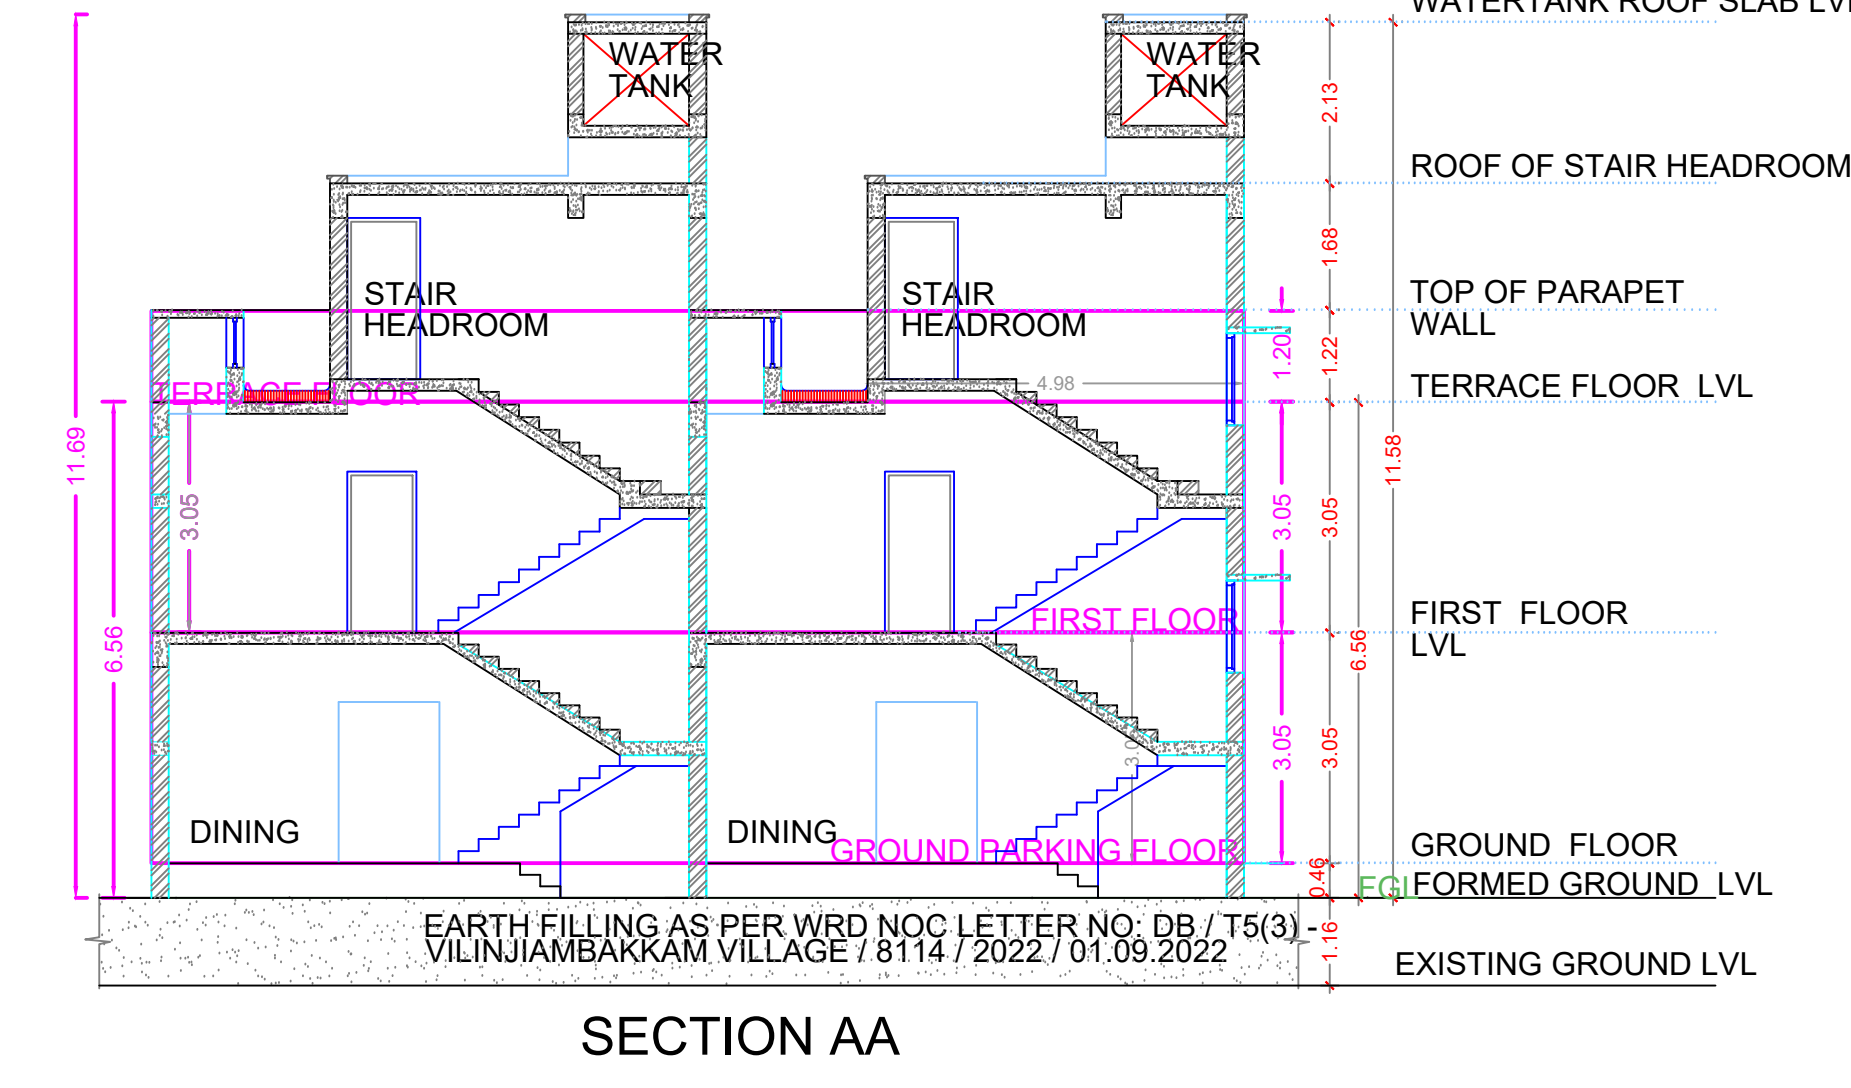 WATERTANK ROOF SLAB LVL
WATER
TANK
WATER
TANK
2.13
ROOF OF STAIR HEADROOM
1.68
STAIR
HEADROOM
STAIR
HEADROOM
TOP OF PARAPET
WALL
1.20
1.22
TERRACE FLOOR
4.98
TERRACE FLOOR LVL
11.69
11.58
3.05
3.05
3.05
6.56
FIRST FLOOR
FIRST FLOOR
LVL
6.56
3.05
3.05
DINING
DINING
GROUND PARKING FLOOR
GROUND FLOOR
0.46
FGL
FORMED GROUND LVL
EARTH FILLING AS PER WRD NOC LETTER NO: DB / T5(3) -
VILINJIAMBAKKAM VILLAGE / 8114 / 2022 / 01.09.2022
1.16
EXISTING GROUND LVL
SECTION AA